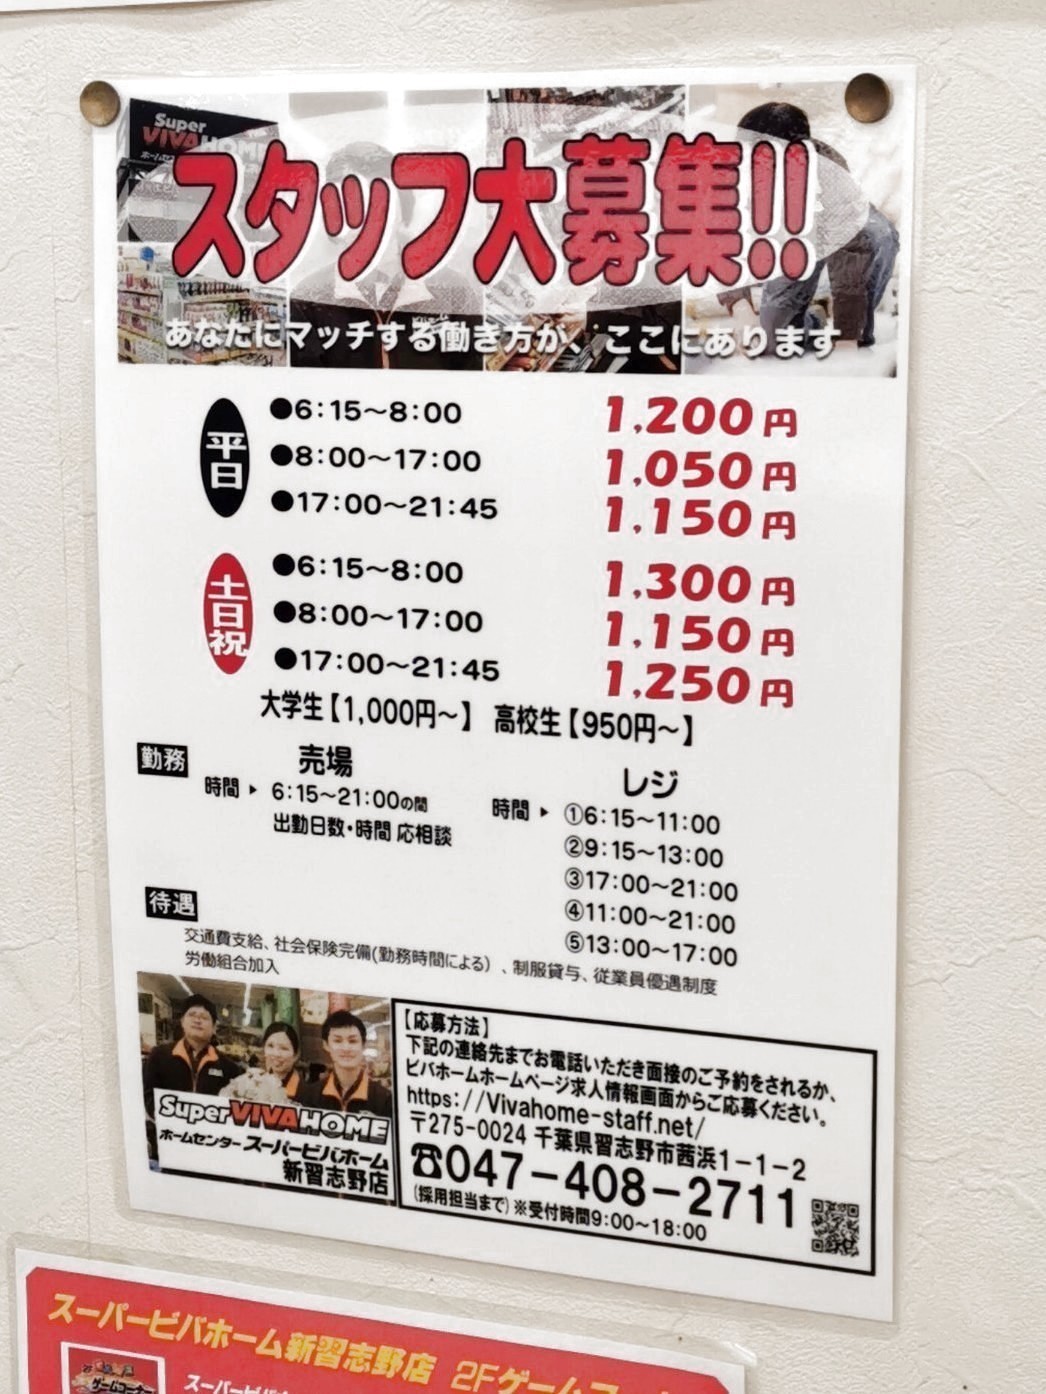 Super
VIVAHOME
スタッフ大募集!!
あなたにマッチする働き方が、ここにあります
平日
●6:15～8:00 1,200円
●8:00～17:00 1,050円
●17:00～21:45 1,150円
土日祝
●6:15～8:00 1,300円
●8:00～17:00 1,150円
●17:00～21:45 1,250円
大学生【1,000円～】 高校生【950円～】
勤務
売場
時間 ▶ 6:15～21:00の間
出勤日数・時間 応相談
レジ
時間 ▶ ①6:15～11:00
②9:15～13:00
③17:00～21:00
④11:00～21:00
⑤13:00～17:00
待遇
交通費支給、社会保険完備(勤務時間による）、制服貸与、従業員優遇制度
労働組合加入
Super VIVAHOME
ホームセンター スーパービバホーム
新習志野店
【応募方法】
下記の連絡先までお電話いただき面接のご予約をされるか、
ビバホームホームページ求人情報画面からご応募ください。
https://Vivahome-staff.net/
〒275-0024 千葉県習志野市茜浜1－1－2
☎047－408－2711
(採用担当まで)※受付時間9:00～18:00
スーパービバホーム新習志野店 2Fゲームコー
ゲームコーナー